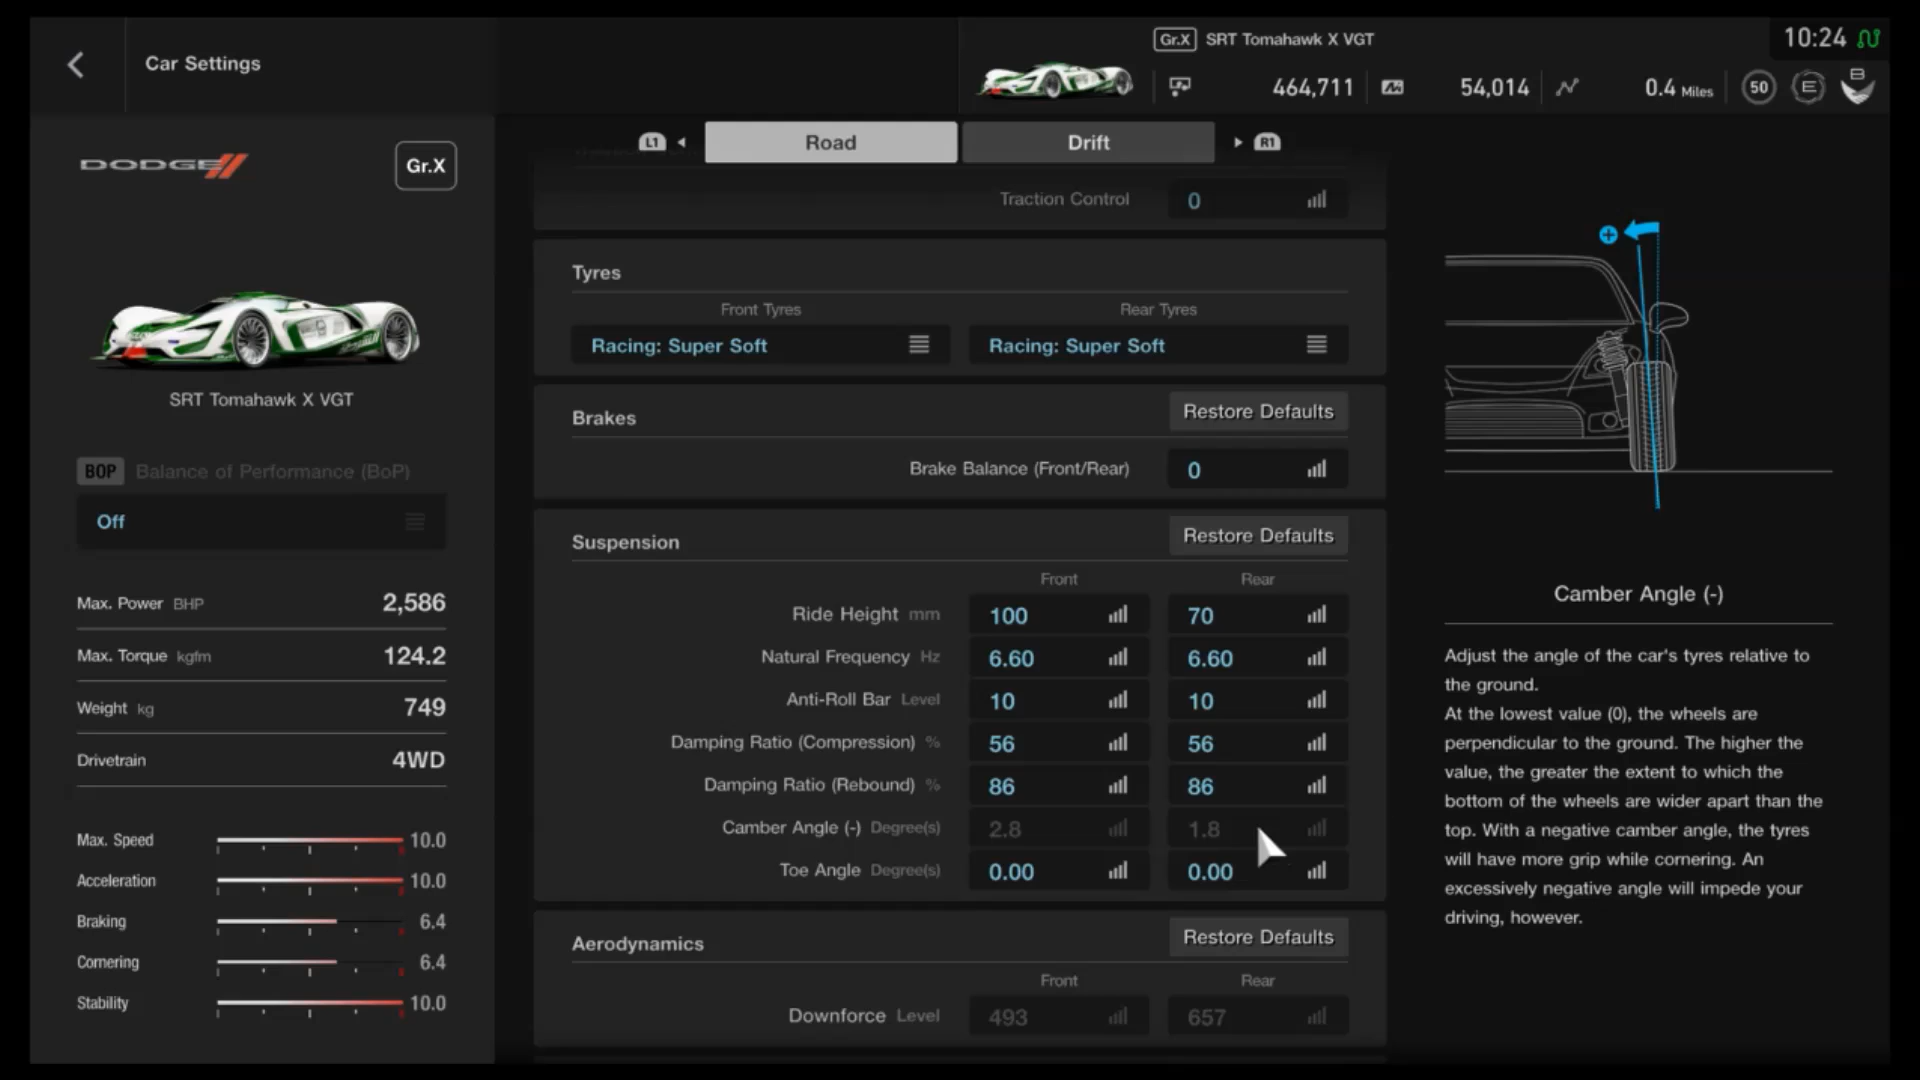 Car Settings
Gr.X SRT Tomahawk X VGT
10:24
464,711
54,014
0.4 Miles
50
E
B
DODGE
Gr.X
SRT Tomahawk X VGT
BOP Balance of Performance (BoP)
Off
Max. Power BHP 2,586
Max. Torque kgfm 124.2
Weight kg 749
Drivetrain 4WD
Max. Speed 10.0
Acceleration 10.0
Braking 6.4
Cornering 6.4
Stability 10.0
L1 Road Drift R1
Traction Control 0
Tyres
Front Tyres Rear Tyres
Racing: Super Soft Racing: Super Soft
Brakes Restore Defaults
Brake Balance (Front/Rear) 0
Suspension Restore Defaults
Front Rear
Ride Height mm 100 70
Natural Frequency Hz 6.60 6.60
Anti-Roll Bar Level 10 10
Damping Ratio (Compression) % 56 56
Damping Ratio (Rebound) % 86 86
Camber Angle (-) Degree(s) 2.8 1.8
Toe Angle Degree(s) 0.00 0.00
Aerodynamics Restore Defaults
Front Rear
Downforce Level 493 657
Camber Angle (-)
Adjust the angle of the car's tyres relative to
the ground.
At the lowest value (0), the wheels are
perpendicular to the ground. The higher the
value, the greater the extent to which the
bottom of the wheels are wider apart than the
top. With a negative camber angle, the tyres
will have more grip while cornering. An
excessively negative angle will impede your
driving, however.